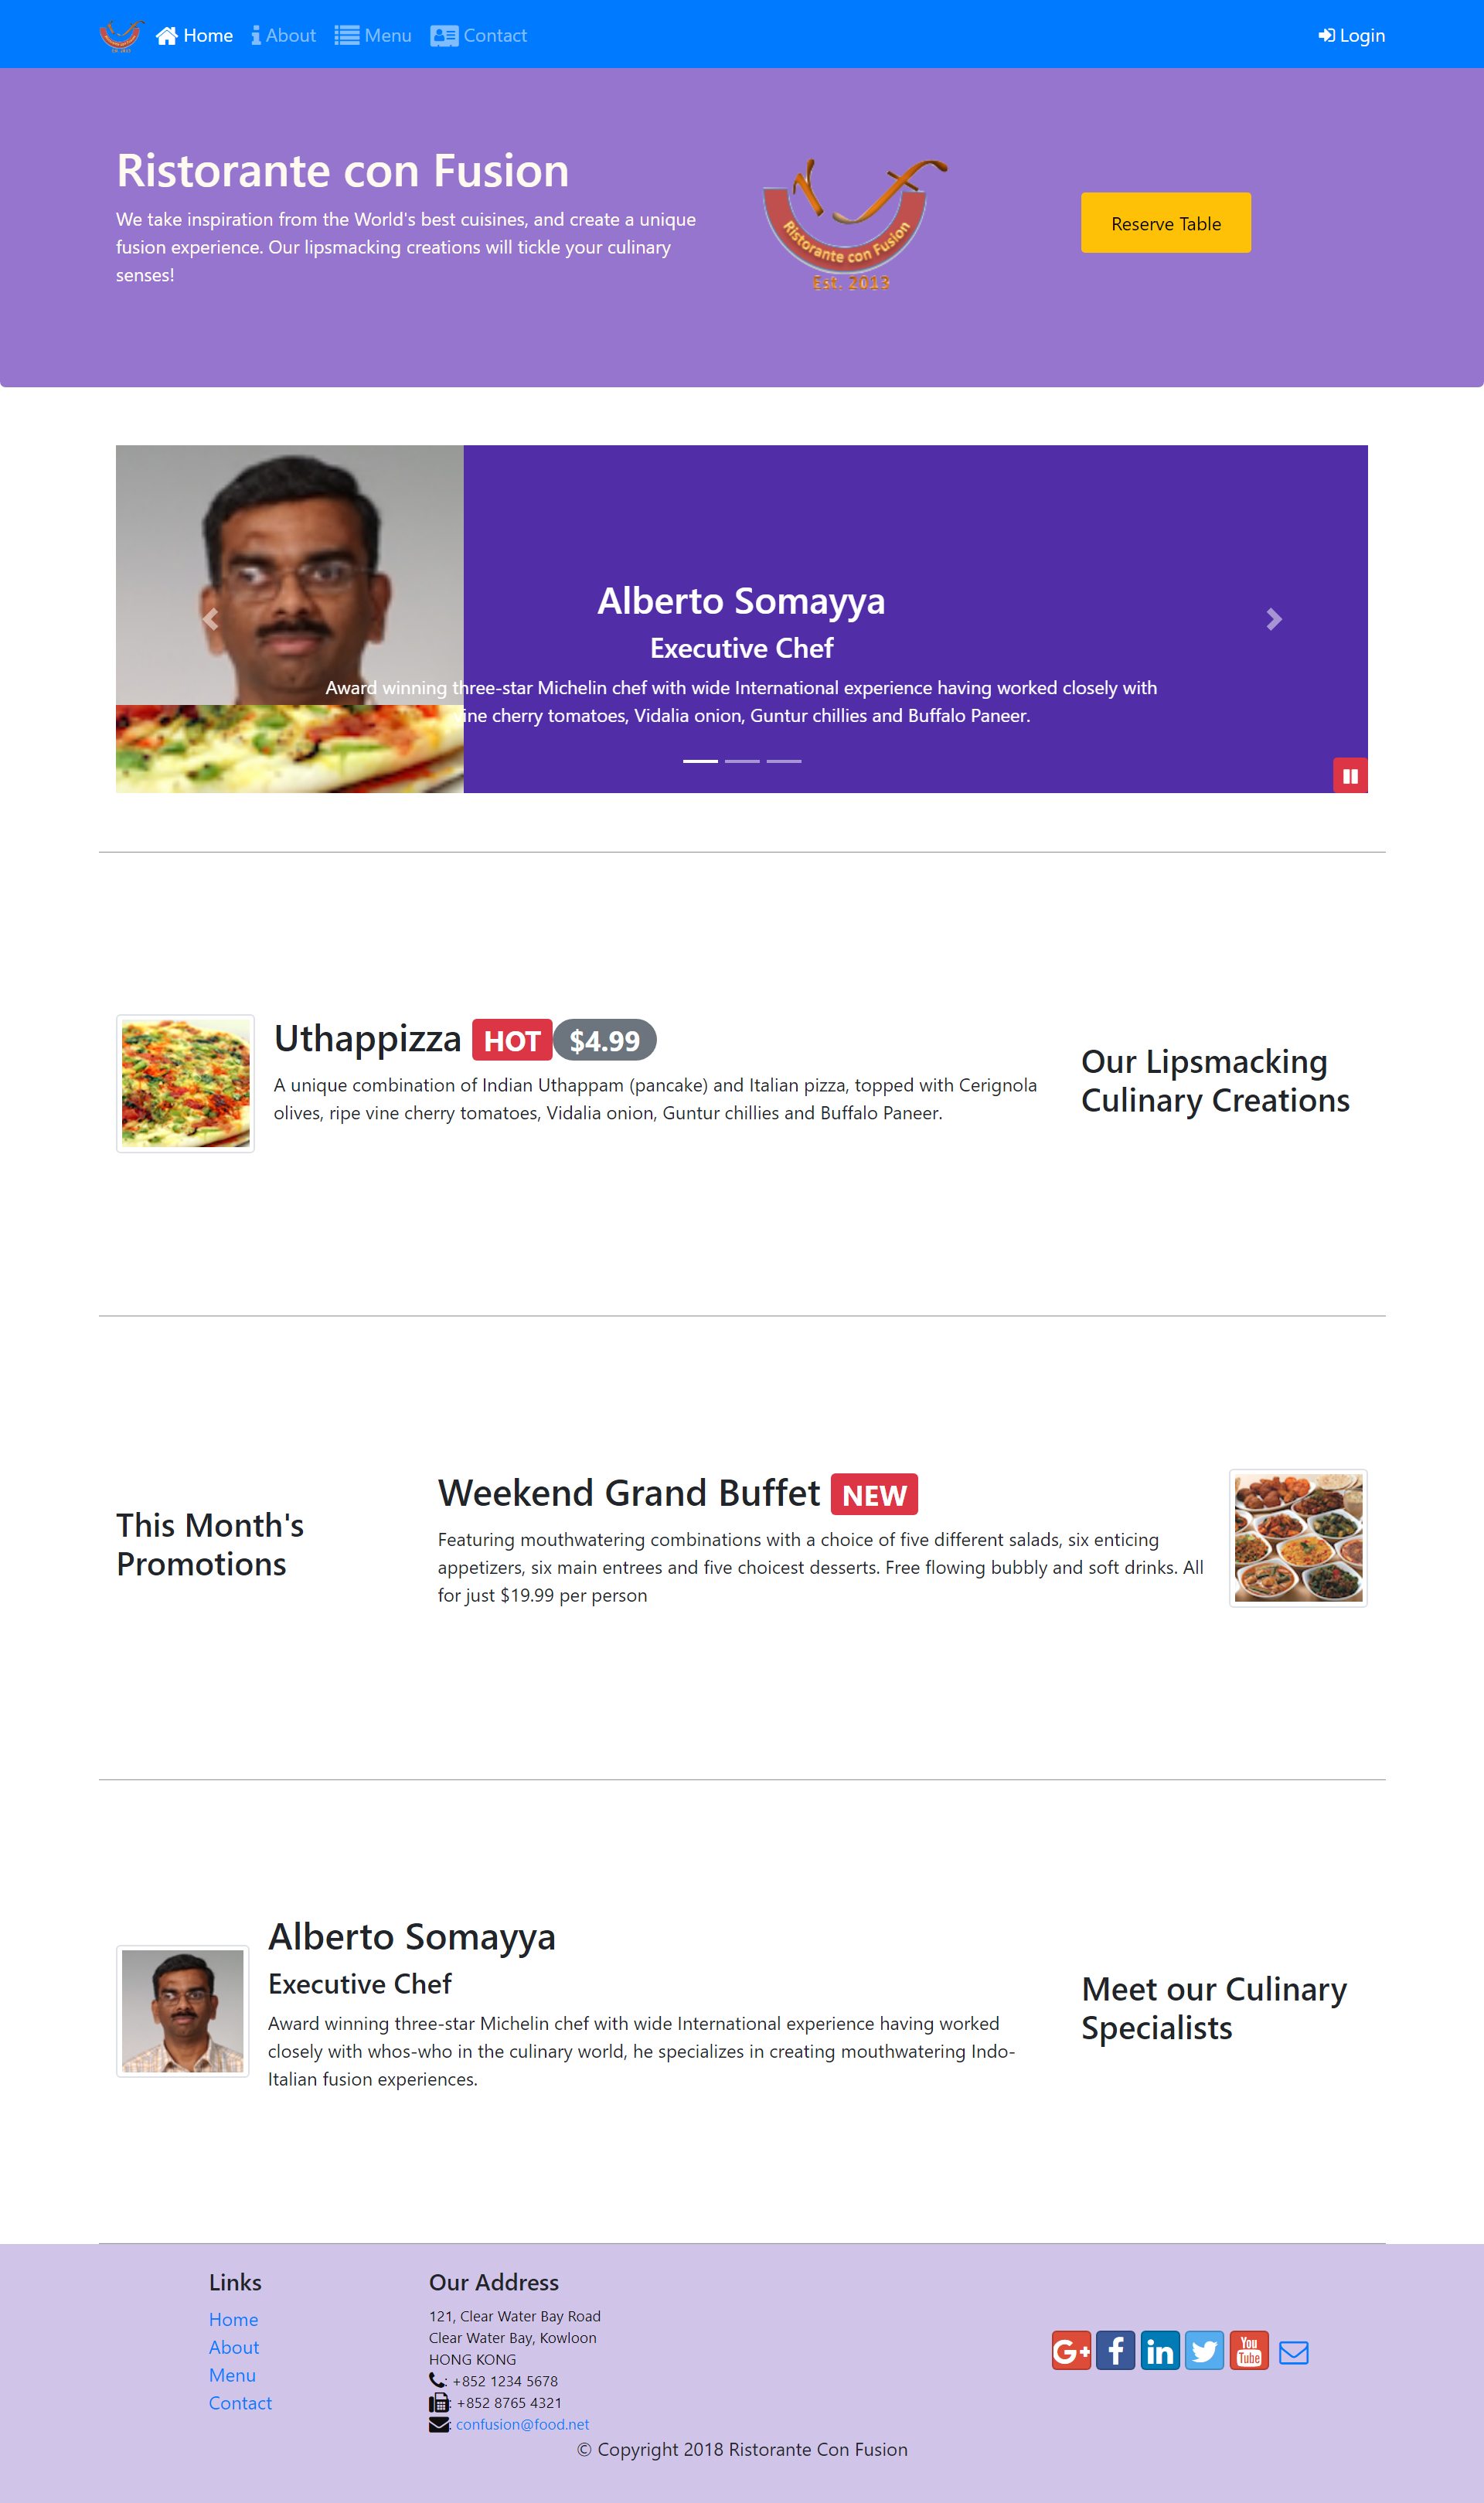 Home About Menu Contact Login
Ristorante con Fusion
We take inspiration from the World's best cuisines, and create a unique
fusion experience. Our lipsmacking creations will tickle your culinary
senses!
Ristorante con Fusion
Est. 2013
Reserve Table
Alberto Somayya
Executive Chef
Award winning three-star Michelin chef with wide International experience having worked closely with
vine cherry tomatoes, Vidalia onion, Guntur chillies and Buffalo Paneer.
Uthappizza HOT $4.99
A unique combination of Indian Uthappam (pancake) and Italian pizza, topped with Cerignola
olives, ripe vine cherry tomatoes, Vidalia onion, Guntur chillies and Buffalo Paneer.
Our Lipsmacking
Culinary Creations
This Month's
Promotions
Weekend Grand Buffet NEW
Featuring mouthwatering combinations with a choice of five different salads, six enticing
appetizers, six main entrees and five choicest desserts. Free flowing bubbly and soft drinks. All
for just $19.99 per person
Alberto Somayya
Executive Chef
Award winning three-star Michelin chef with wide International experience having worked
closely with whos-who in the culinary world, he specializes in creating mouthwatering Indo-
Italian fusion experiences.
Meet our Culinary
Specialists
Links
Home
About
Menu
Contact
Our Address
121, Clear Water Bay Road
Clear Water Bay, Kowloon
HONG KONG
: +852 1234 5678
: +852 8765 4321
: confusion@food.net
G+ f in You Tube
© Copyright 2018 Ristorante Con Fusion